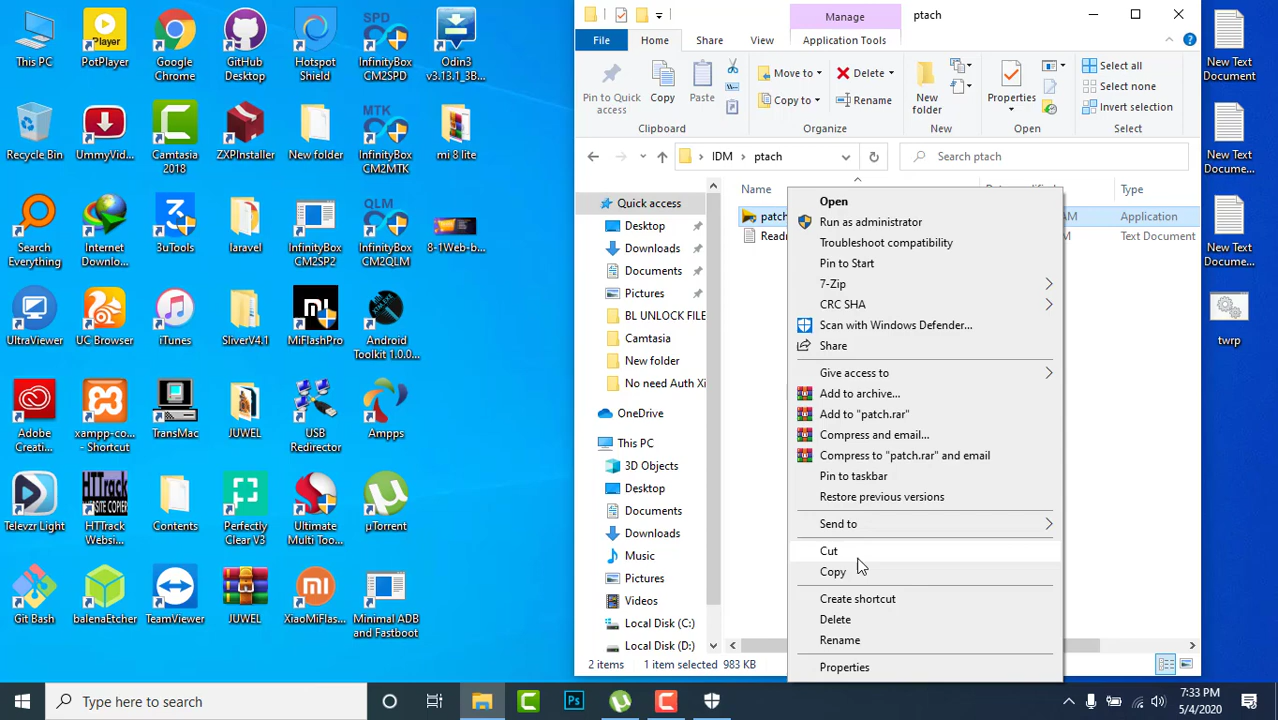 This PC
PotPlayer
Google
Chrome
GitHub
Desktop
Hotspot
Shield
SPD
InfinityBox
CM2SPD
Odin3
v3.13.1_3B...
Player
Recycle Bin
UmmyVid...
Camtasia
2018
ZXPInstaller
New folder
MTK
InfinityBox
CM2MTK
mi 8 lite
Search
Everything
Internet
Downlo...
3uTools
laravel
InfinityBox
CM2SP2
QLM
InfinityBox
CM2QLM
8-1Web-b...
UltraViewer
UC Browser
iTunes
SliverV4.1
MiFlashPro
Android
Toolkit 1.0.0...
Adobe
Creati...
xampp-co...
- Shortcut
TransMac
JUWEL
USB
Redirector
Ampps
Televzr Light
HTTrack
WEBSITE COPIER
HTTrack
Websi...
Contents
Perfectly
Clear V3
Ultimate
Multi Too...
µTorrent
Git Bash
balenaEtcher
TeamViewer
JUWEL
XiaoMiFlas...
Minimal ADB
and Fastboot
Manage
ptach
File
Home
Share
View
Application Tools
Pin to Quick
access
Copy
Paste
Clipboard
Move to
Copy to
Delete
Rename
Organize
New
folder
New
Properties
Open
Select all
Select none
Invert selection
Select
IDM
ptach
Search ptach
Name
Type
Quick access
Desktop
Downloads
Documents
Pictures
BL UNLOCK FILE
Camtasia
New folder
No need Auth Xi
OneDrive
This PC
3D Objects
Desktop
Documents
Downloads
Music
Pictures
Videos
Local Disk (C:)
Local Disk (D:)
patch
AM
Application
Text Document
Open
Run as administrator
Troubleshoot compatibility
Pin to Start
7-Zip
CRC SHA
Scan with Windows Defender...
Share
Give access to
Add to archive...
Add to "patch.rar"
Compress and email...
Compress to "patch.rar" and email
Pin to taskbar
Restore previous versions
Send to
Cut
Copy
Create shortcut
Delete
Rename
Properties
2 items
1 item selected 983 KB
New Text
Document
New Text
Docume...
New Text
Docume...
twrp
Type here to search
7:33 PM
5/4/2020